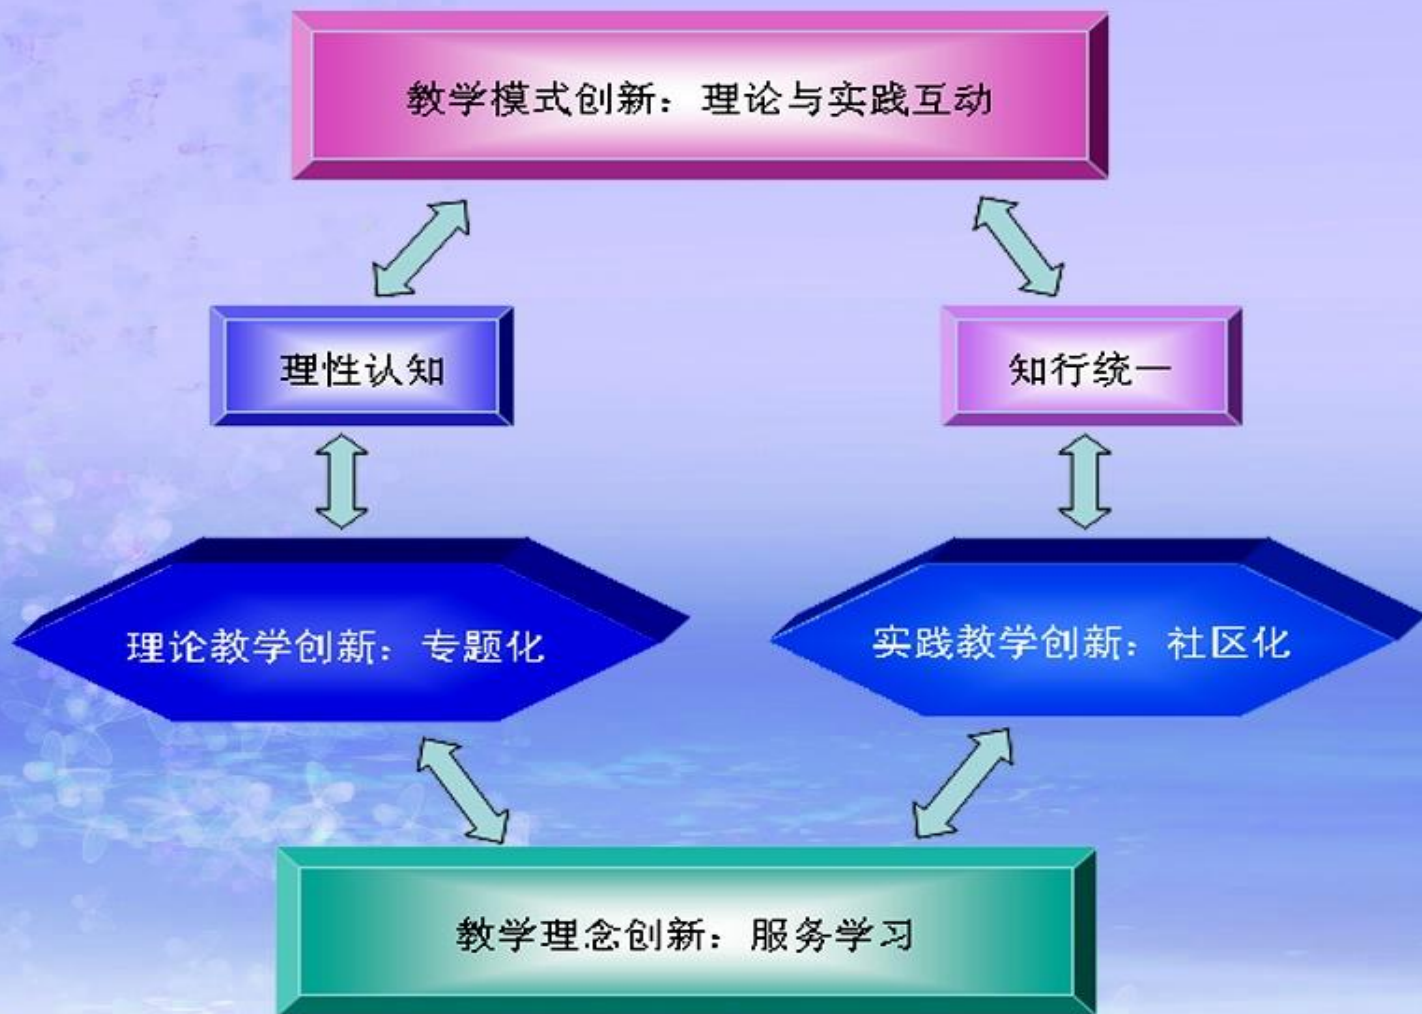 教学模式创新：理论与实践互动
理性认知
知行统一
理论教学创新：专题化
实践教学创新：社区化
教学理念创新：服务学习